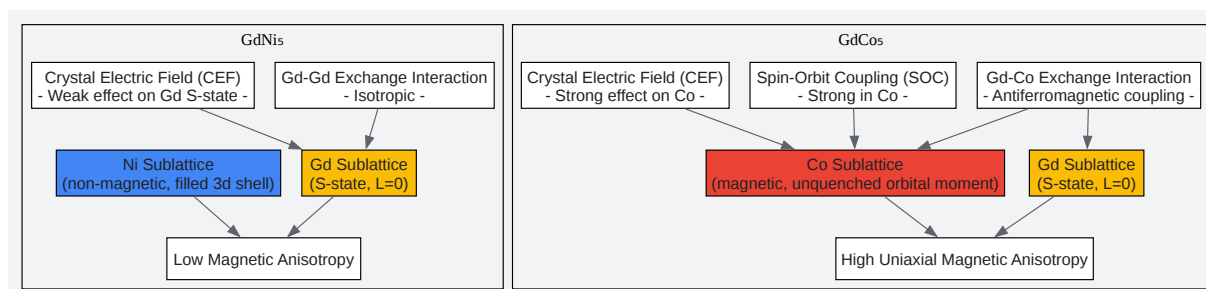 GdNi₅
Crystal Electric Field (CEF)
- Weak effect on Gd S-state -
Gd-Gd Exchange Interaction
- Isotropic -
Ni Sublattice
(non-magnetic, filled 3d shell)
Gd Sublattice
(S-state, L=0)
Low Magnetic Anisotropy
GdCo₅
Crystal Electric Field (CEF)
- Strong effect on Co -
Spin-Orbit Coupling (SOC)
- Strong in Co -
Gd-Co Exchange Interaction
- Antiferromagnetic coupling -
Co Sublattice
(magnetic, unquenched orbital moment)
Gd Sublattice
(S-state, L=0)
High Uniaxial Magnetic Anisotropy